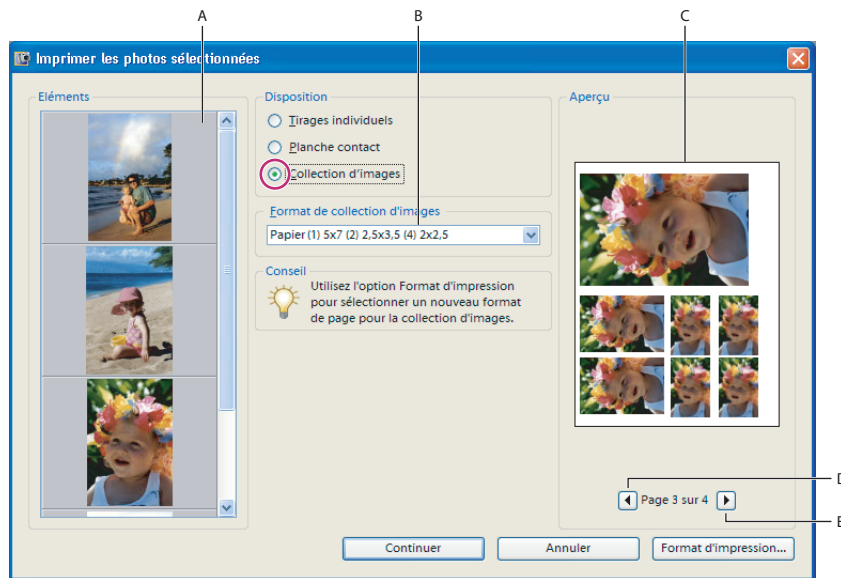 A
B
C
Imprimer les photos sélectionnées
Eléments
Disposition
Tirages individuels
Planche contact
Collection d'images
Format de collection d'images
Papier (1) 5x7 (2) 2,5x3,5 (4) 2x2,5
Conseil
Utilisez l'option Format d'impression
pour sélectionner un nouveau format
de page pour la collection d'images.
Aperçu
D
Page 3 sur 4
E
Continuer
Annuler
Format d'impression...